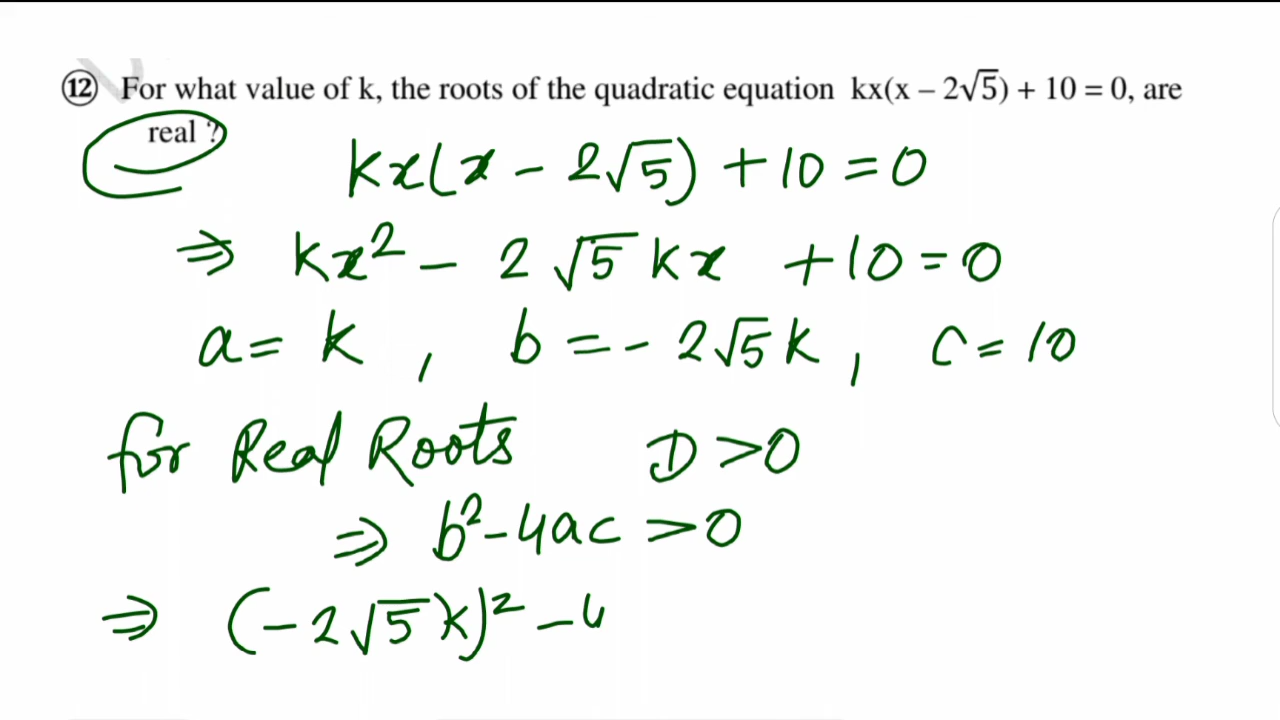 ⑫ For what value of k, the roots of the quadratic equation kx(x – 2√5) + 10 = 0, are
real ?
kx(x - 2√5) + 10 = 0
⇒ kx² - 2√5 kx + 10 = 0
a = k , b = - 2√5 k , c = 10
for Real Roots D > 0
⇒ b² - 4ac > 0
⇒ (- 2√5 k)² - 4